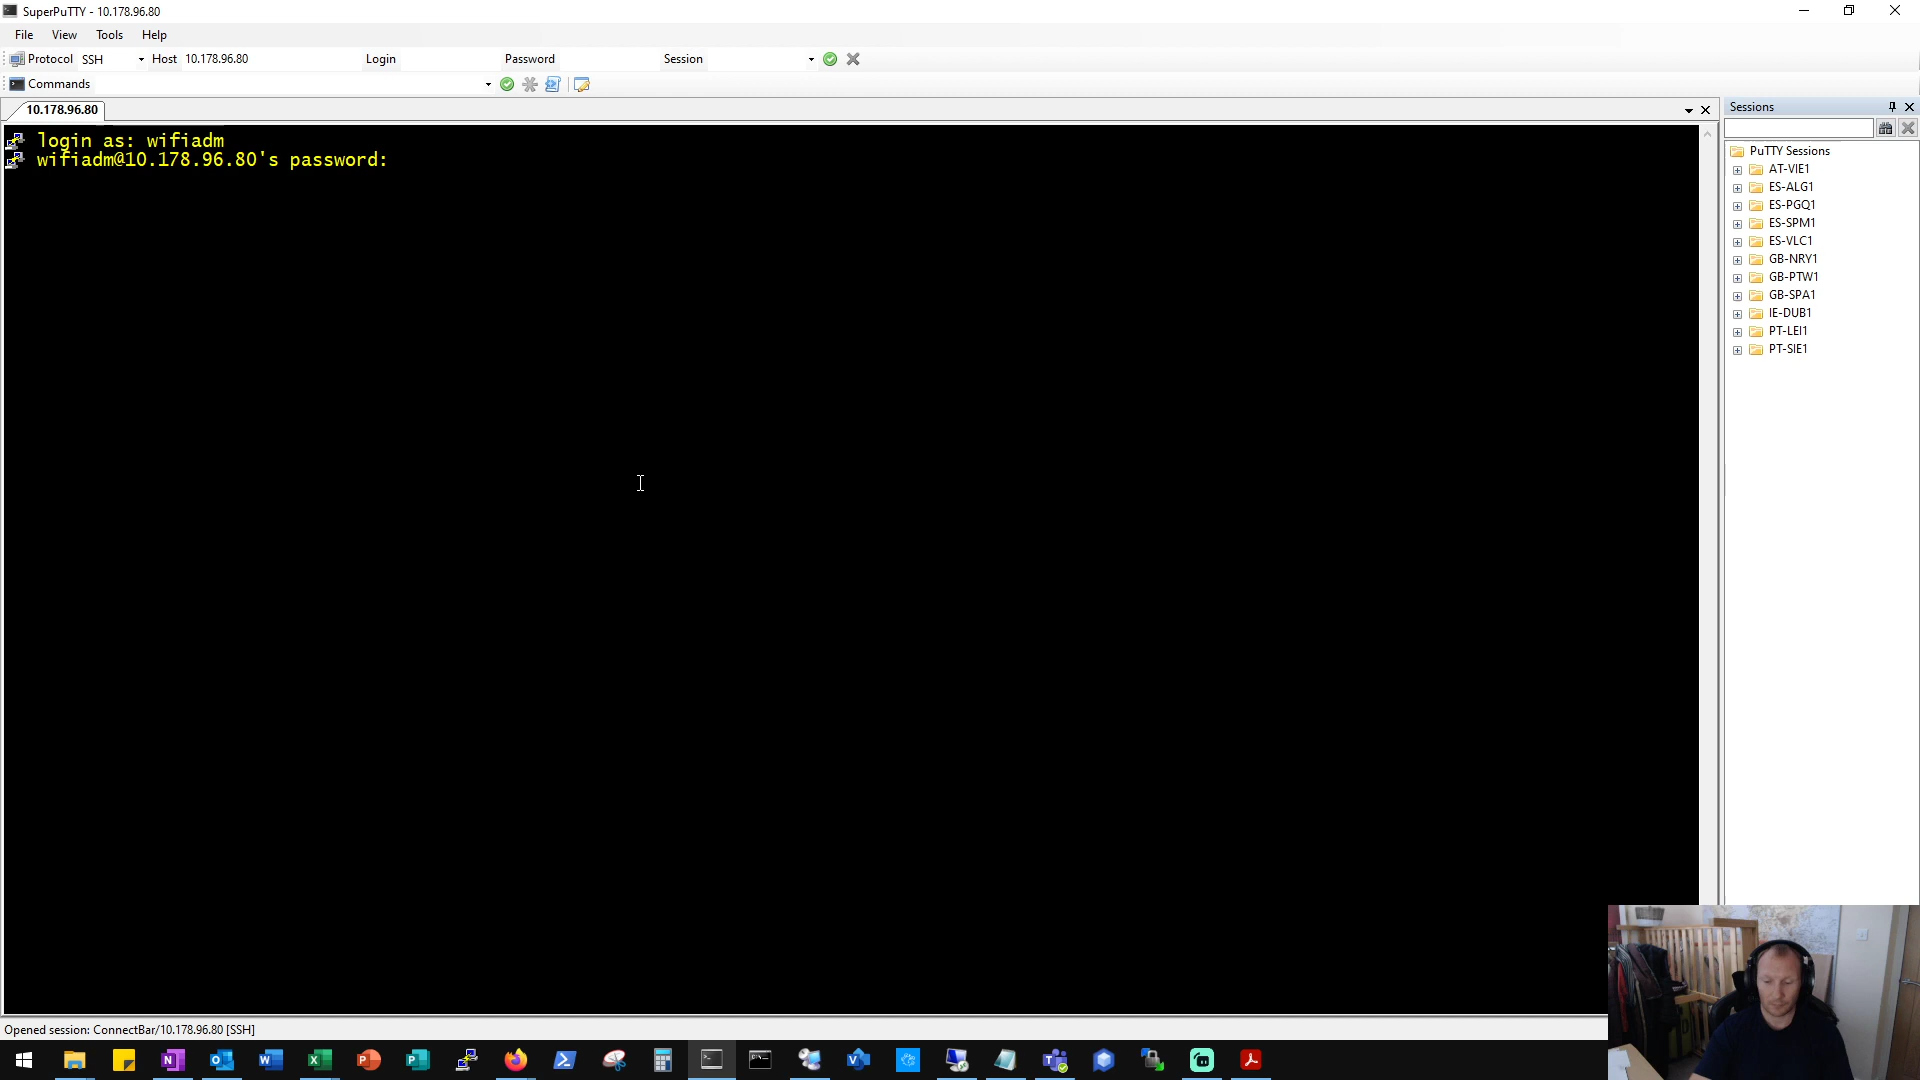 SuperPuTTY - 10.178.96.80
File View Tools Help
Protocol SSH Host 10.178.96.80 Login Password Session
Commands
10.178.96.80
Sessions
login as: wifiadm
wifiadm@10.178.96.80's password:
PuTTY Sessions
AT-VIE1
ES-ALG1
ES-PGQ1
ES-SPM1
ES-VLC1
GB-NRY1
GB-PTW1
GB-SPA1
IE-DUB1
PT-LEI1
PT-SIE1
Opened session: ConnectBar/10.178.96.80 [SSH]